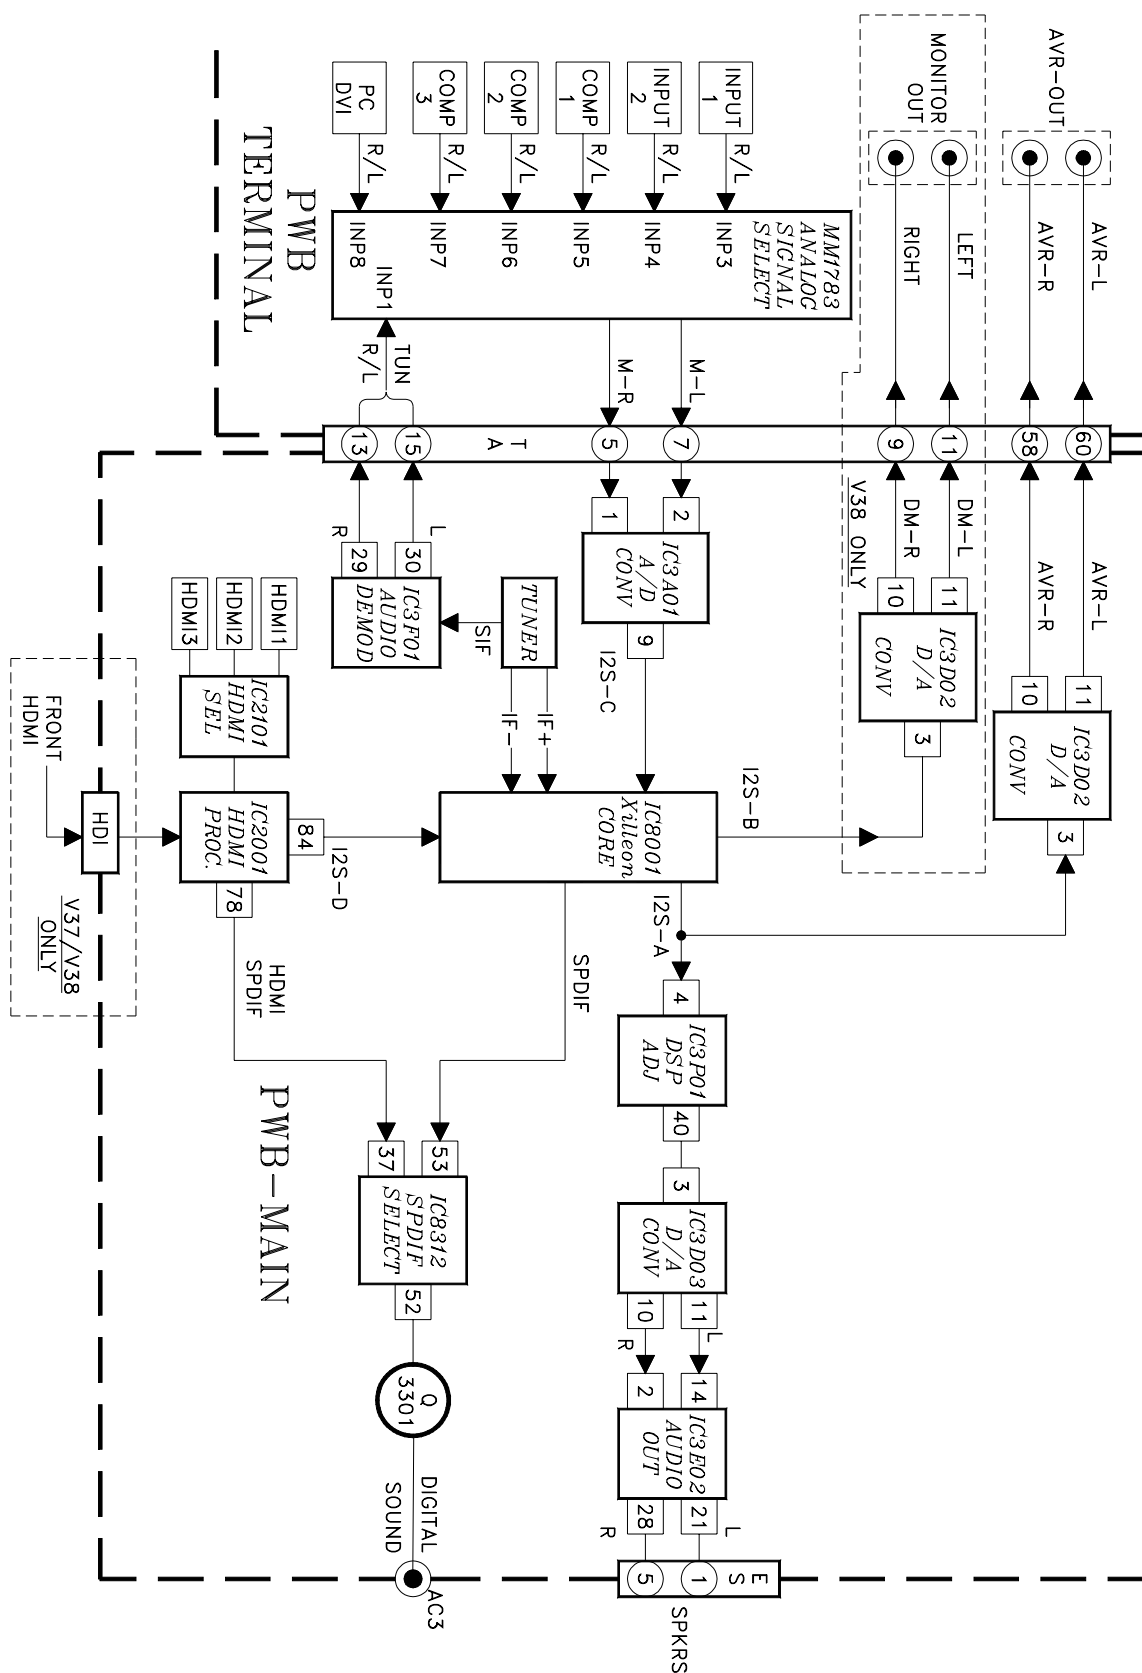 AVR-OUT
MONITOR
OUT
AVR-L
AVR-R
LEFT
RIGHT
60
58
11
9
AVR-L
AVR-R
DM-L
DM-R
V38 ONLY
11
10
IC3D02
D/A
CONV
3
11
10
IC3D02
D/A
CONV
3
INPUT
1
INPUT
2
COMP
1
COMP
2
COMP
3
PC
DVI
R/L
R/L
R/L
R/L
R/L
R/L
MM1783
ANALOG
SIGNAL
SELECT
INP3
INP4
INP5
INP6
INP7
INP8
INP1
PWB
TERMINAL
M-L
M-R
TUN
R/L
7
5
T
A
15
13
2
1
IC3A01
A/D
CONV
9
I2S-C
L
R
30
29
IC3F01
AUDIO
DEMOD
SIF
TUNER
IF+
IF-
HDMI1
HDMI2
HDMI3
IC2101
HDMI
SEL
IC2001
HDMI
PROC.
84
78
I2S-D
FRONT
HDMI
HDI
V37/V38
ONLY
IC8001
Xilleon
CORE
I2S-B
I2S-A
SPDIF
HDMI
SPDIF
4
IC3P01
DSP
ADJ
40
3
IC3D03
D/A
CONV
11
10
L
R
14
2
IC3E02
AUDIO
OUT
21
28
L
R
E
S
1
5
SPKRS
PWB-MAIN
53
37
IC8312
SPDIF
SELECT
52
Q
3301
DIGITAL
SOUND
AC3